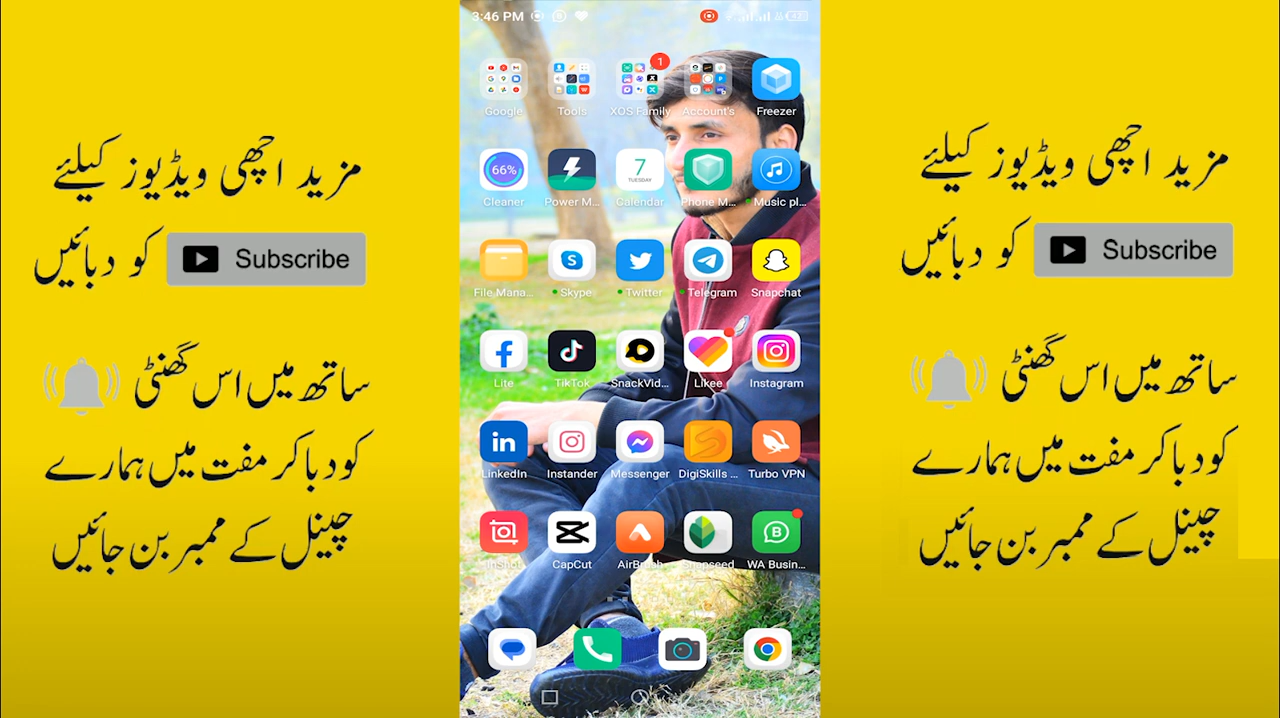 مزید اچھی ویڈیوز کیلئے
کو دبائیں
Subscribe
ساتھ میں اس گھنٹی
کو دبا کر مفت میں ہمارے
چینل کے ممبر بن جائیں
3:46 PM
42
1
Google
Tools
XOS Family
Account's
Freezer
66%
7
TUESDAY
Cleaner
Power M...
Calendar
Phone M...
Music pl...
File Mana...
Skype
Twitter
Telegram
Snapchat
Lite
TikTok
SnackVid...
Likee
Instagram
LinkedIn
Instander
Messenger
DigiSkills ...
Turbo VPN
InShot
CapCut
AirBrush
Snapseed
WA Busin...
مزید اچھی ویڈیوز کیلئے
کو دبائیں
Subscribe
ساتھ میں اس گھنٹی
کو دبا کر مفت میں ہمارے
چینل کے ممبر بن جائیں